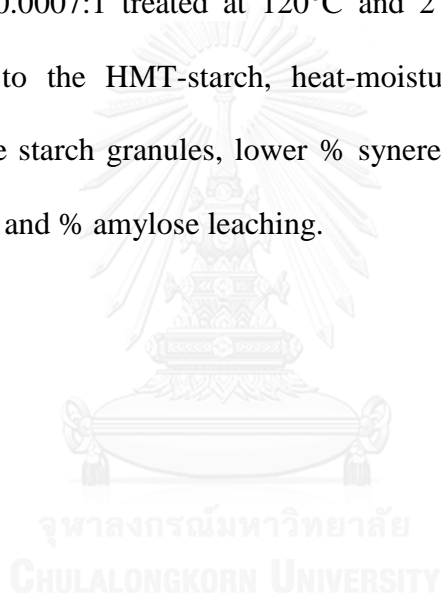 0.0007:1 treated at 120°C and 2
to the HMT-starch, heat-moistu
e starch granules, lower % synere
and % amylose leaching.
จุฬาลงกรณ์มหาวิทยาลัย
CHULALONGKORN UNIVERSITY